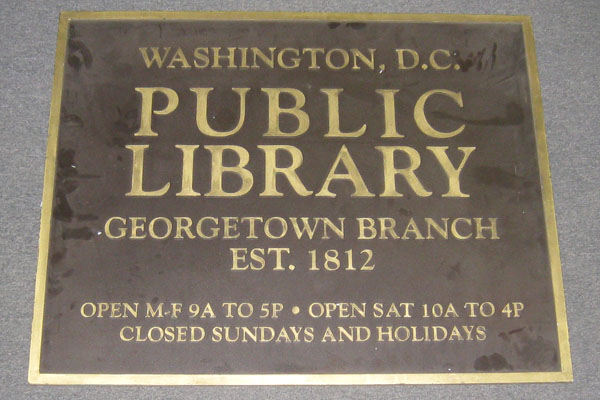 WASHINGTON, D.C.
PUBLIC
LIBRARY
GEORGETOWN BRANCH
EST. 1812
OPEN M-F 9A TO 5P • OPEN SAT 10A TO 4P
CLOSED SUNDAYS AND HOLIDAYS